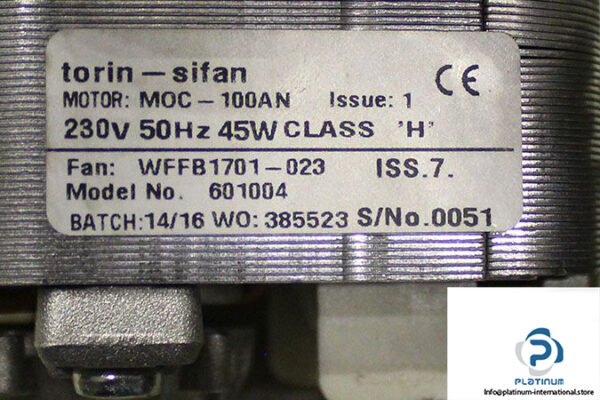 torin-sifan
CE
MOTOR: MOC-100AN Issue: 1
230V 50Hz 45W CLASS 'H'
Fan: WFFB1701-023 ISS.7.
Model No. 601004
BATCH:14/16 WO: 385523 S/No.0051
PLATINUM
Info@platinum-international.store